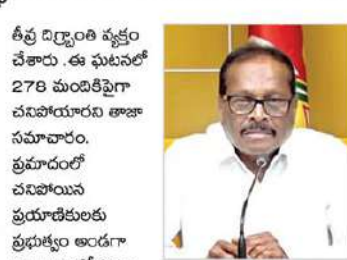 తీవ్ర దిగ్భ్రాంతి వ్యక్తం
చేశారు .ఈ ఘటనలో
278 మందికిపైగా
చనిపోయారని తాజా
సమాచారం.
ప్రమాదంలో
చనిపోయిన
ప్రయాణికులకు
ప్రభుత్వం అండగా